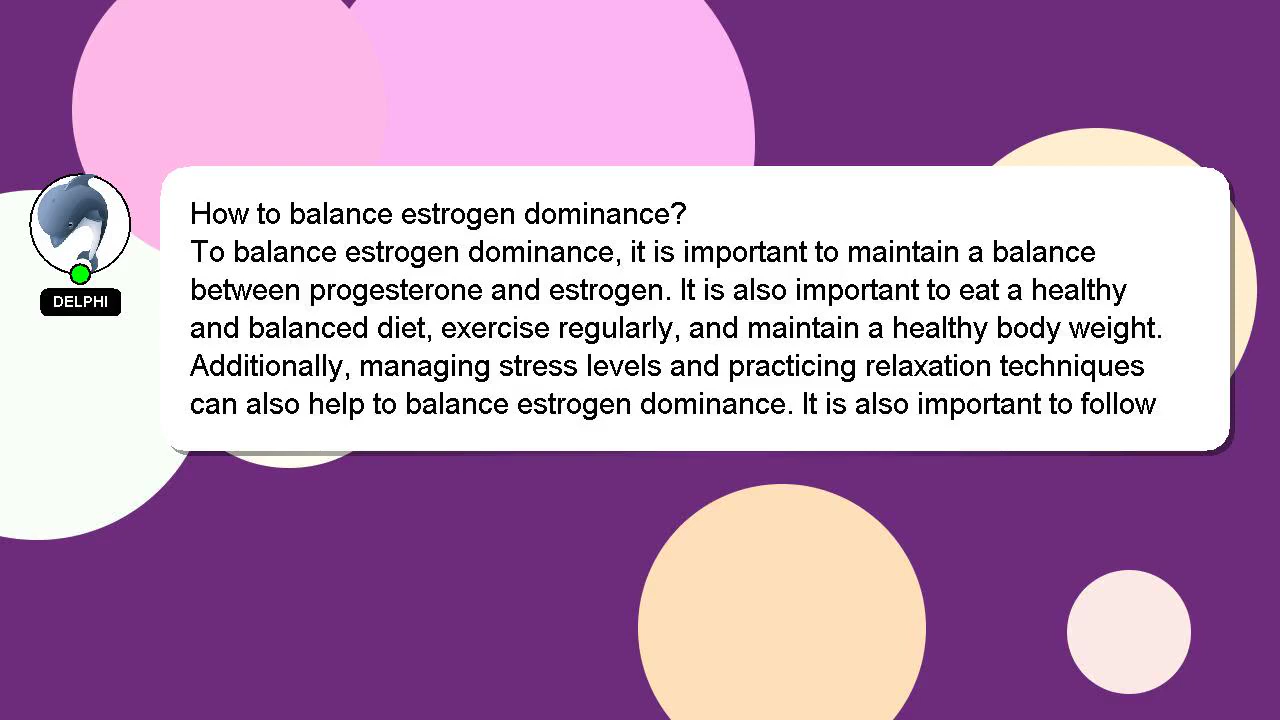 How to balance estrogen dominance?
To balance estrogen dominance, it is important to maintain a balance
between progesterone and estrogen. It is also important to eat a healthy
and balanced diet, exercise regularly, and maintain a healthy body weight.
Additionally, managing stress levels and practicing relaxation techniques
can also help to balance estrogen dominance. It is also important to follow
DELPHI